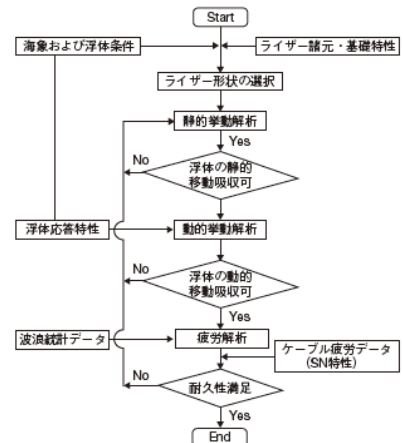 Start
海象および浮体条件
ライザー諸元・基礎特性
ライザー形状の選択
静的挙動解析
Yes
No
浮体の静的
移動吸収可
浮体応答特性
動的挙動解析
No
浮体の動的
移動吸収可
Yes
波浪統計データ
疲労解析
ケーブル疲労データ
(SN特性)
No
耐久性満足
Yes
End